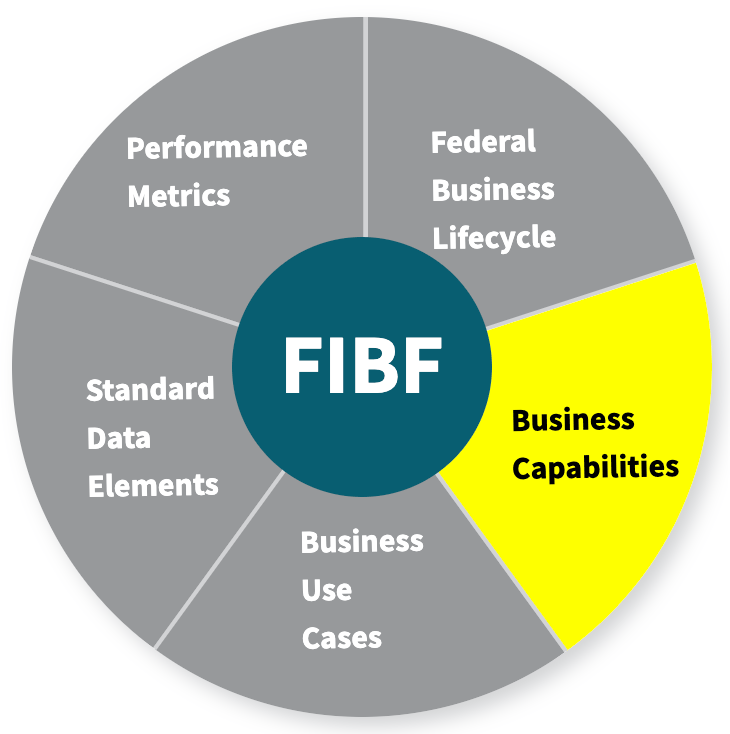 Performance
Metrics
Federal
Business
Lifecycle
FIBF
Standard
Data
Elements
Business
Capabilities
Business
Use
Cases